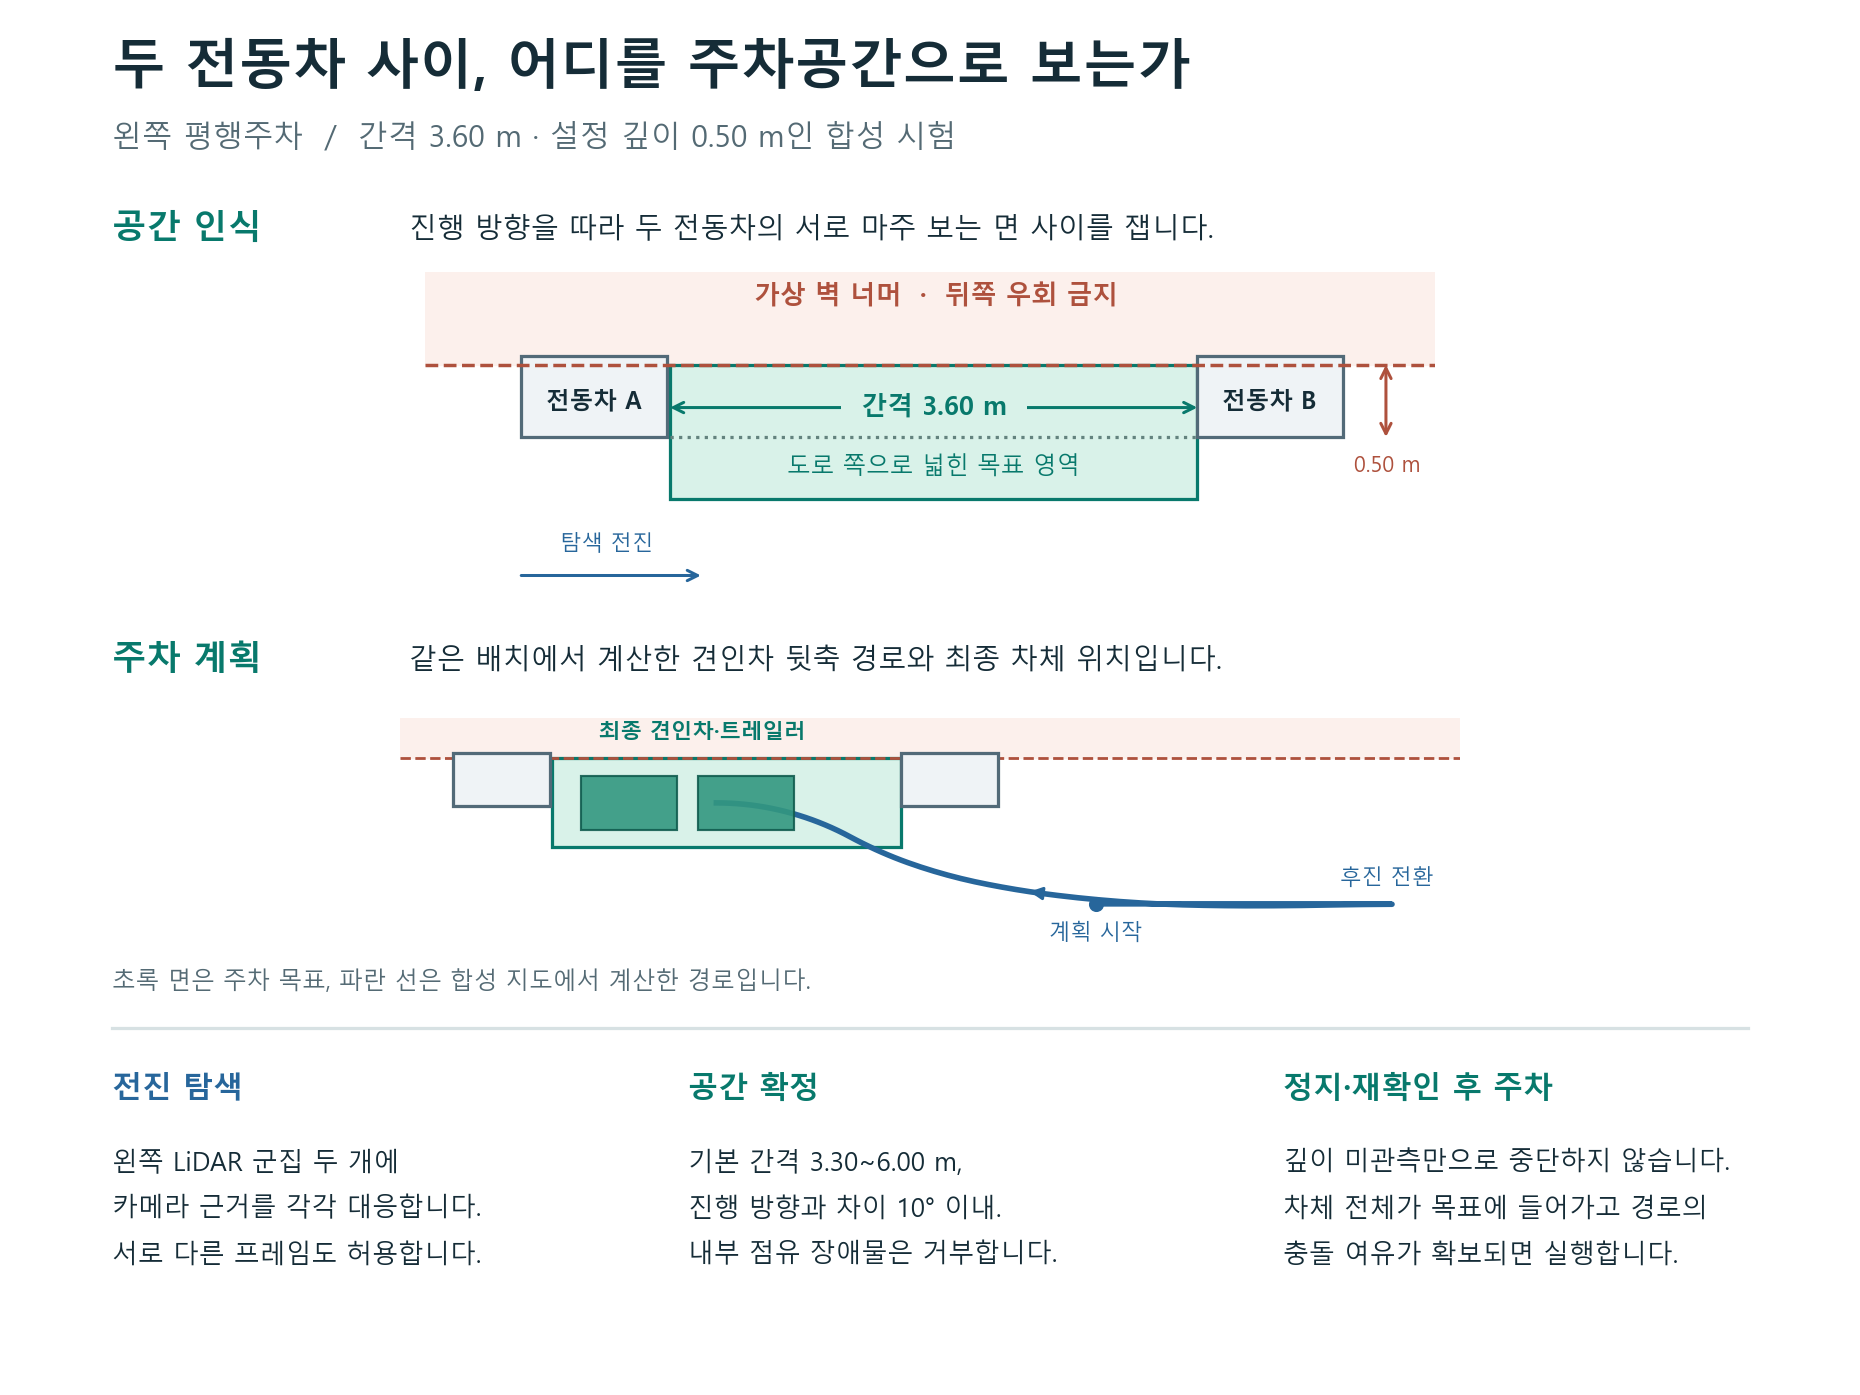 두 전동차 사이, 어디를 주차공간으로 보는가
왼쪽 평행주차 / 간격 3.60 m · 설정 깊이 0.50 m인 합성 시험
공간 인식
진행 방향을 따라 두 전동차의 서로 마주 보는 면 사이를 잽니다.
가상 벽 너머 · 뒤쪽 우회 금지
전동차 A
간격 3.60 m
전동차 B
도로 쪽으로 넓힌 목표 영역
0.50 m
탐색 전진
주차 계획
같은 배치에서 계산한 견인차 뒷축 경로와 최종 차체 위치입니다.
최종 견인차·트레일러
후진 전환
계획 시작
초록 면은 주차 목표, 파란 선은 합성 지도에서 계산한 경로입니다.
전진 탐색
왼쪽 LiDAR 군집 두 개에
카메라 근거를 각각 대응합니다.
서로 다른 프레임도 허용합니다.
공간 확정
기본 간격 3.30~6.00 m,
진행 방향과 차이 10° 이내.
내부 점유 장애물은 거부합니다.
정지·재확인 후 주차
깊이 미관측만으로 중단하지 않습니다.
차체 전체가 목표에 들어가고 경로의
충돌 여유가 확보되면 실행합니다.